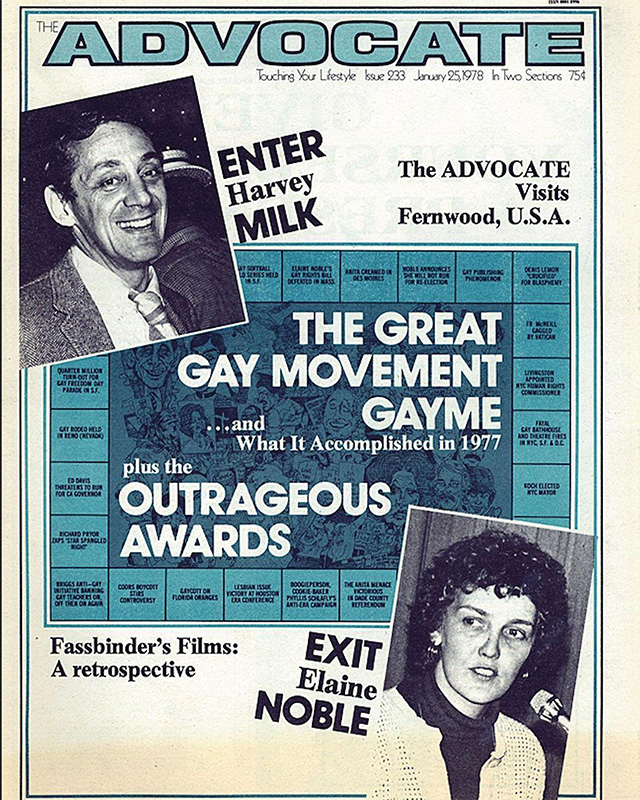 ISSN 0001 8996
THE
ADVOCATE
Touching Your Lifestyle Issue 233 January 25, 1978 In Two Sections 75¢
ENTER
Harvey
MILK
The ADVOCATE
Visits
Fernwood, U.S.A.
AY SOFTBALL
D SERIES HELD
IN S.F.
ELAINE NOBLE'S
GAY RIGHTS BILL
DEFEATED IN MASS.
ANITA CREAMED IN
DES MOINES
NOBLE ANNOUNCES
SHE WILL NOT RUN
FOR RE-ELECTION
GAY PUBLISHING
PHENOMENON
DENIS LEMON
'CRUCIFIED'
FOR BLASPHEMY
FR McNEILL
GAGGED
BY VATICAN
LIVINGSTON
APPOINTED
NYC HUMAN RIGHTS
COMMISSIONER
FATAL
GAY BATHHOUSE
AND THEATRE FIRES
IN NYC, S.F. & D.C.
KOCH ELECTED
NYC MAYOR
QUARTER MILLION
TURN-OUT FOR
GAY FREEDOM DAY
PARADE IN S.F.
GAY RODEO HELD
IN RENO (NEVADA)
ED DAVIS
THREATENS TO RUN
FOR CA GOVERNOR
RICHARD PRYOR
ZAPS 'STAR SPANGLED
NIGHT'
THE GREAT
GAY MOVEMENT
GAYME
...and
What It Accomplished in 1977
plus the
OUTRAGEOUS
AWARDS
BRIGGS ANTI-GAY
INITIATIVE BANNING
GAY TEACHERS ON,
OFF THEN ON AGAIN
COORS BOYCOTT
STIRS
CONTROVERSY
GAYCOTT ON
FLORIDA ORANGES
LESBIAN ISSUE
VICTORY AT HOUSTON
ERA CONFERENCE
BOOGIEPERSON,
COOKIE-BAKER
PHYLLIS SCHLAFLY'S
ANTI-ERA CAMPAIGN
THE ANITA MENACE
VICTORIOUS
IN DADE COUNTY
REFERENDUM
Fassbinder's Films:
A retrospective
EXIT
Elaine
NOBLE